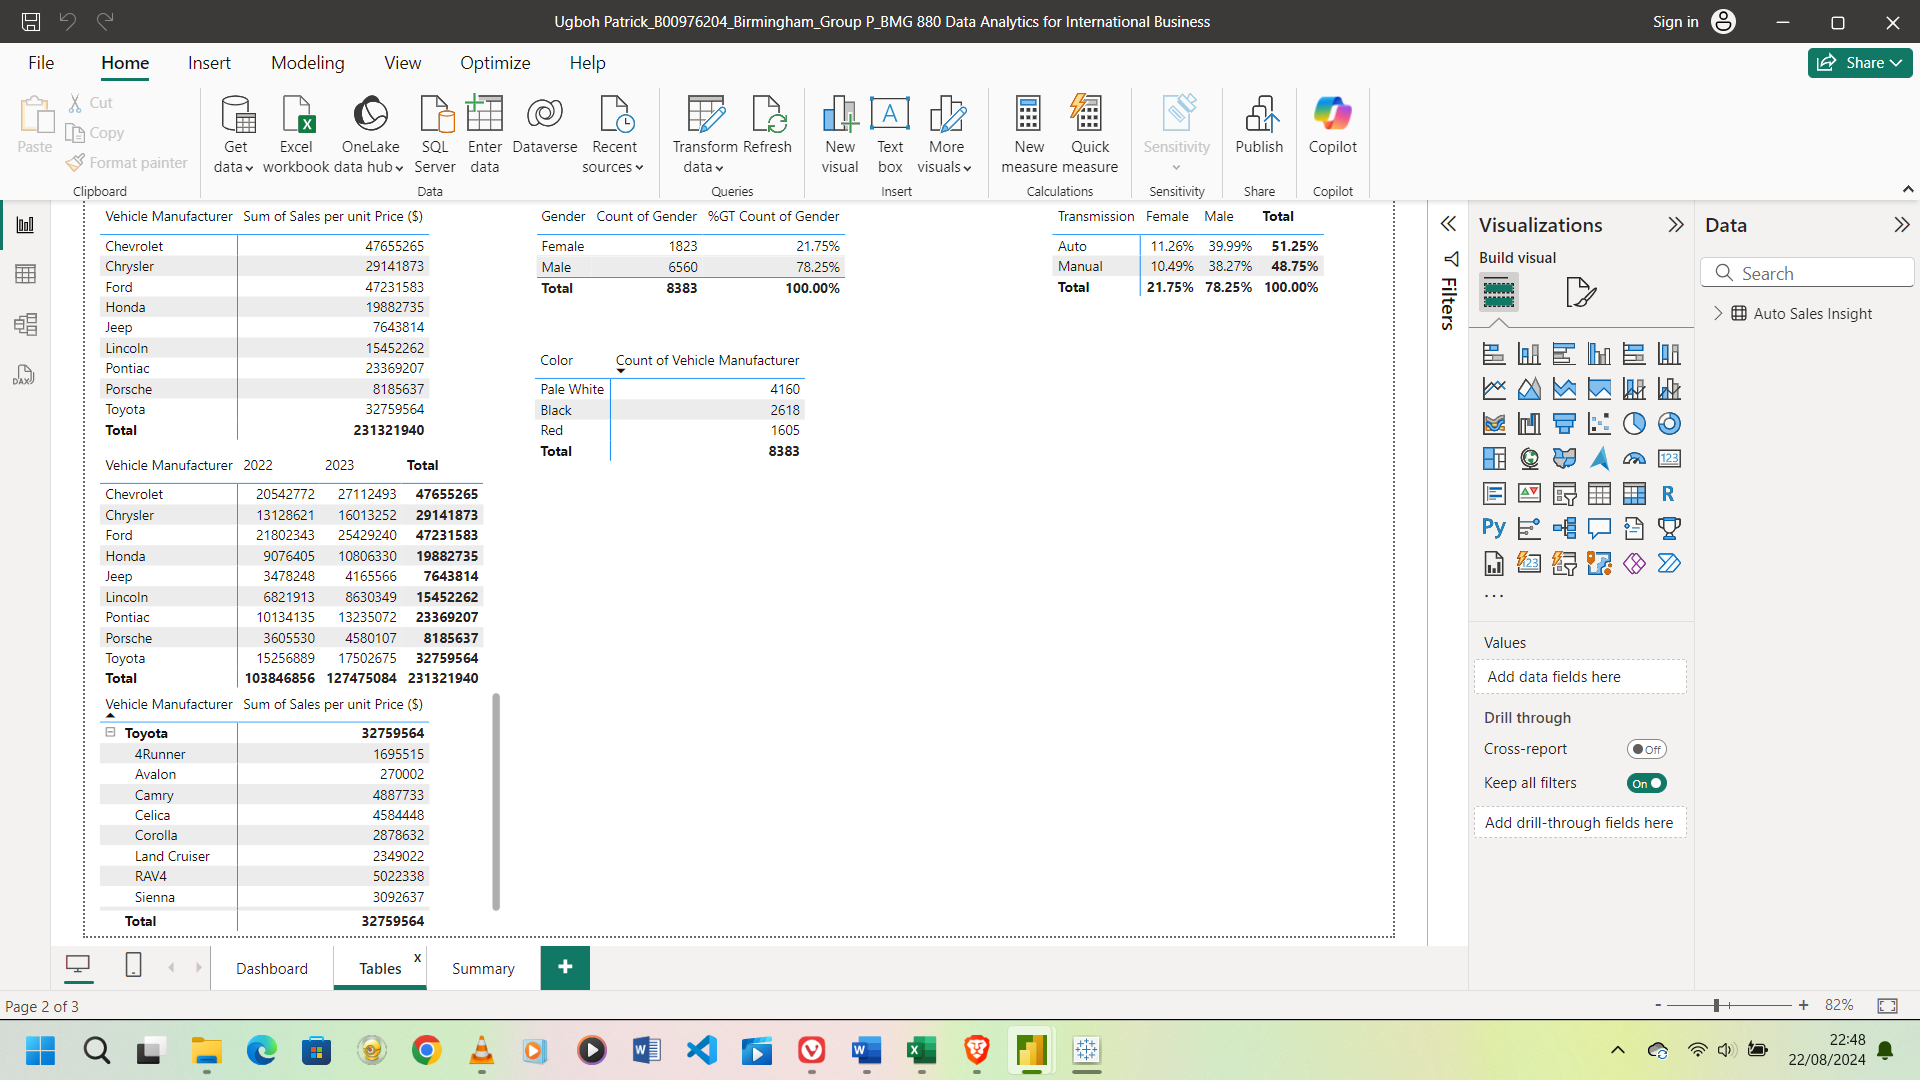 Ugboh Patrick_B00976204_Birmingham_Group P_BMG 880 Data Analytics for International Business
Sign in
File Home Insert Modeling View Optimize Help
Share
Paste
Cut
Copy
Format painter
Clipboard
Get data
Excel workbook
OneLake data hub
SQL Server
Enter data
Dataverse
Recent sources
Data
Transform data
Refresh
Queries
New visual
Text box
More visuals
Insert
New measure
Quick measure
Calculations
Sensitivity
Sensitivity
Publish
Share
Copilot
Copilot
Vehicle Manufacturer Sum of Sales per unit Price ($)
Chevrolet 47655265
Chrysler 29141873
Ford 47231583
Honda 19882735
Jeep 7643814
Lincoln 15452262
Pontiac 23369207
Porsche 8185637
Toyota 32759564
Total 231321940
Vehicle Manufacturer 2022 2023 Total
Chevrolet 20542772 27112493 47655265
Chrysler 13128621 16013252 29141873
Ford 21802343 25429240 47231583
Honda 9076405 10806330 19882735
Jeep 3478248 4165566 7643814
Lincoln 6821913 8630349 15452262
Pontiac 10134135 13235072 23369207
Porsche 3605530 4580107 8185637
Toyota 15256889 17502675 32759564
Total 103846856 127475084 231321940
Vehicle Manufacturer Sum of Sales per unit Price ($)
Toyota 32759564
4Runner 1695515
Avalon 270002
Camry 4887733
Celica 4584448
Corolla 2878632
Land Cruiser 2349022
RAV4 5022338
Sienna 3092637
Total 32759564
Gender Count of Gender %GT Count of Gender
Female 1823 21.75%
Male 6560 78.25%
Total 8383 100.00%
Color Count of Vehicle Manufacturer
Pale White 4160
Black 2618
Red 1605
Total 8383
Transmission Female Male Total
Auto 11.26% 39.99% 51.25%
Manual 10.49% 38.27% 48.75%
Total 21.75% 78.25% 100.00%
Filters
DAX
Visualizations
Build visual
123
R
Py
123
...
Values
Add data fields here
Drill through
Cross-report Off
Keep all filters On
Add drill-through fields here
Data
Search
Auto Sales Insight
Dashboard Tables x Summary +
Page 2 of 3
- + 82%
22:48
22/08/2024